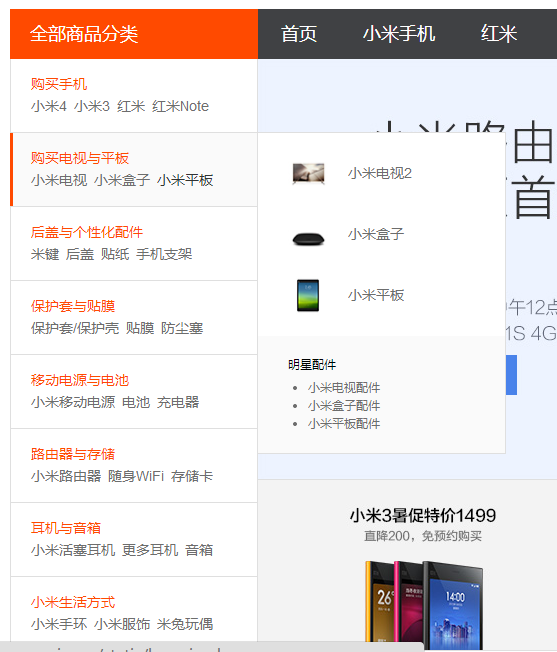 全部商品分类 首页 小米手机 红米
购买手机
小米4 小米3 红米 红米Note
购买电视与平板
小米电视 小米盒子 小米平板
后盖与个性化配件
米键 后盖 贴纸 手机支架
保护套与贴膜
保护套/保护壳 贴膜 防尘塞
移动电源与电池
小米移动电源 电池 充电器
路由器与存储
小米路由器 随身WiFi 存储卡
耳机与音箱
小米活塞耳机 更多耳机 音箱
小米生活方式
小米手环 小米服饰 米兔玩偶
小米电视2
小米盒子
小米平板
明星配件
小米电视配件
小米盒子配件
小米平板配件
小米路由
首
午12点
1S 4G
小米3暑促特价1499
直降200，免预约购买
26°
14:00